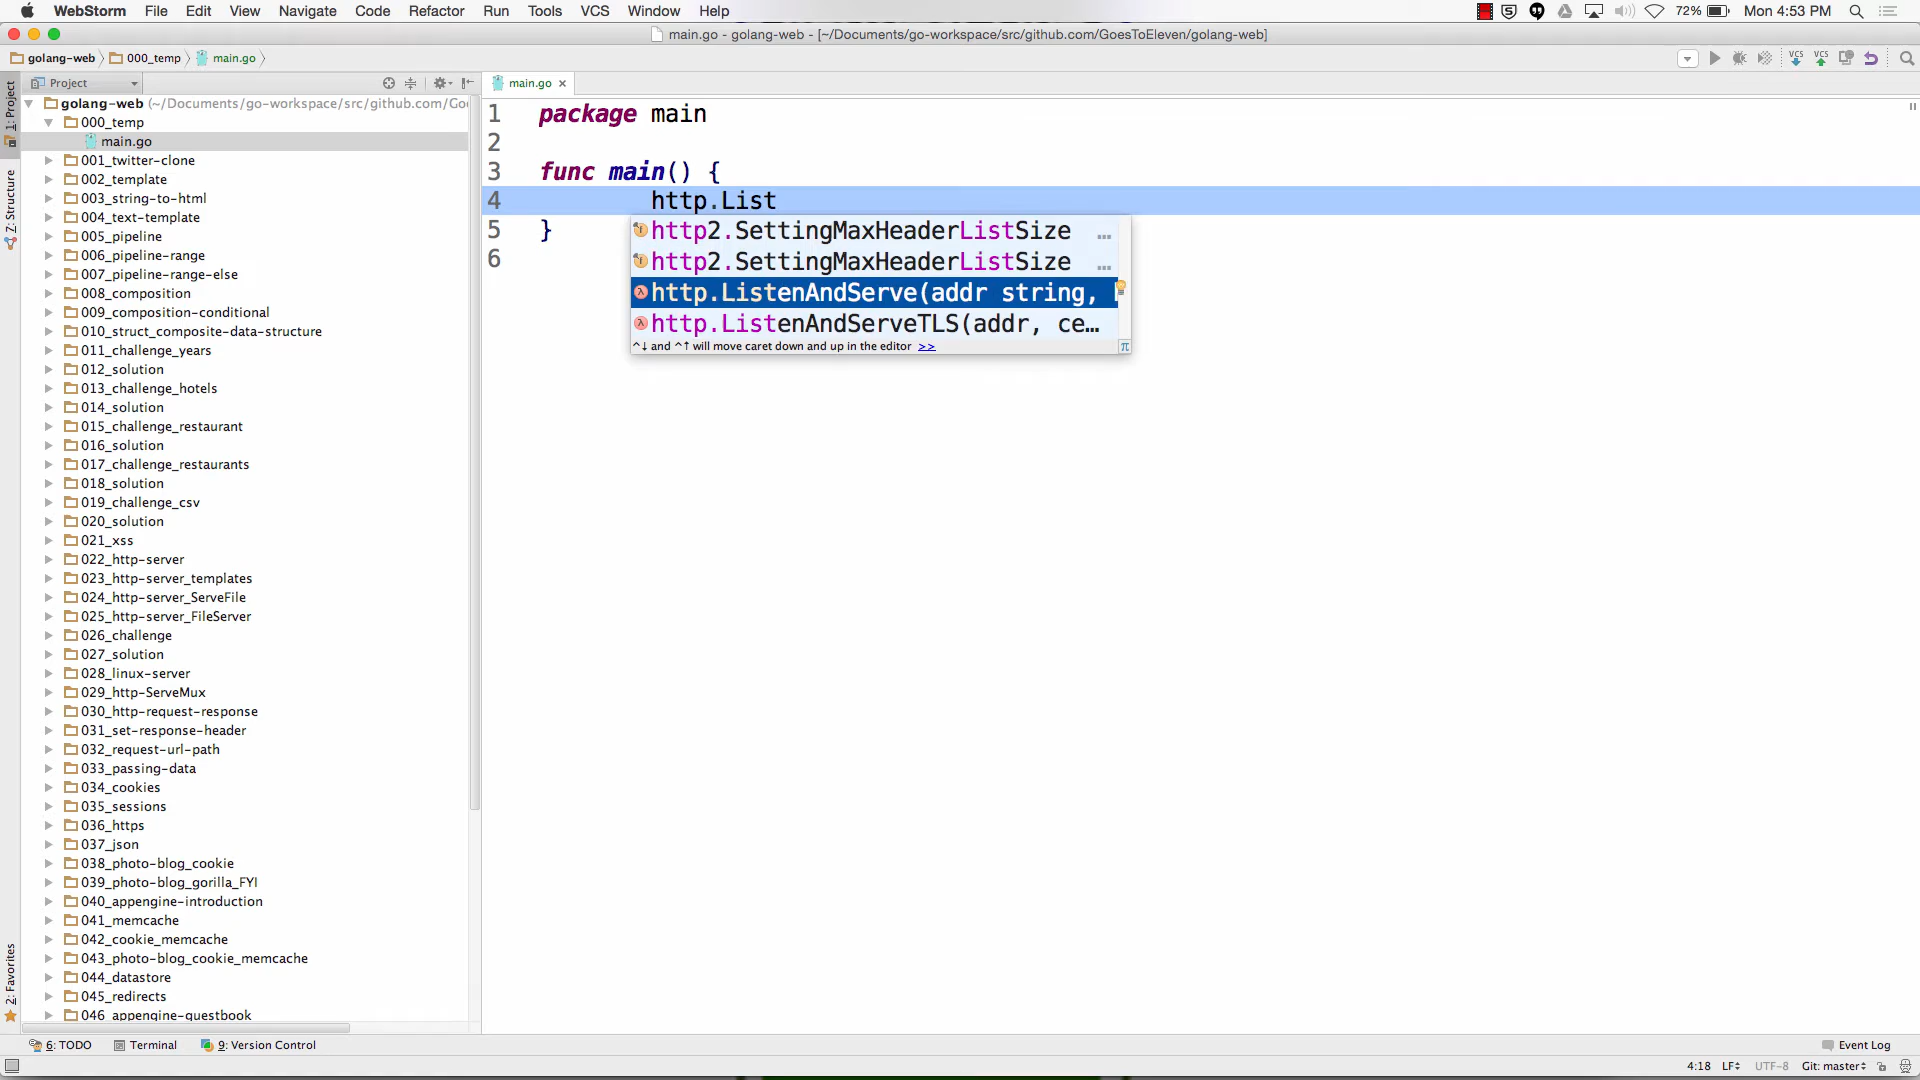 WebStorm File Edit View Navigate Code Refactor Run Tools VCS Window Help
72% Mon 4:53 PM
main.go - golang-web - [~/Documents/go-workspace/src/github.com/GoesToEleven/golang-web]
golang-web 000_temp main.go
VCS VCS
1: Project
Z: Structure
2: Favorites
Project
golang-web (~/Documents/go-workspace/src/github.com/Go
000_temp
main.go
001_twitter-clone
002_template
003_string-to-html
004_text-template
005_pipeline
006_pipeline-range
007_pipeline-range-else
008_composition
009_composition-conditional
010_struct_composite-data-structure
011_challenge_years
012_solution
013_challenge_hotels
014_solution
015_challenge_restaurant
016_solution
017_challenge_restaurants
018_solution
019_challenge_csv
020_solution
021_xss
022_http-server
023_http-server_templates
024_http-server_ServeFile
025_http-server_FileServer
026_challenge
027_solution
028_linux-server
029_http-ServeMux
030_http-request-response
031_set-response-header
032_request-url-path
033_passing-data
034_cookies
035_sessions
036_https
037_json
038_photo-blog_cookie
039_photo-blog_gorilla_FYI
040_appengine-introduction
041_memcache
042_cookie_memcache
043_photo-blog_cookie_memcache
044_datastore
045_redirects
046_appengine-guestbook
main.go
1 package main
2
3 func main() {
4 http.List
5 }
6
http2.SettingMaxHeaderListSize ...
http2.SettingMaxHeaderListSize ...
http.ListenAndServe(addr string,
http.ListenAndServeTLS(addr, ce...
^↓ and ^↑ will move caret down and up in the editor >> π
6: TODO Terminal 9: Version Control Event Log
4:18 LF UTF-8 Git: master